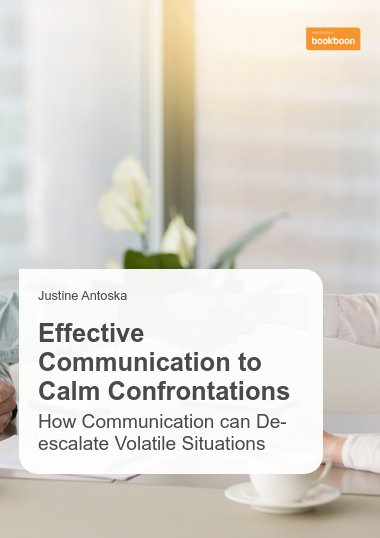 bookboon
Justine Antoska
Effective
Communication to
Calm Confrontations
How Communication can De-
escalate Volatile Situations